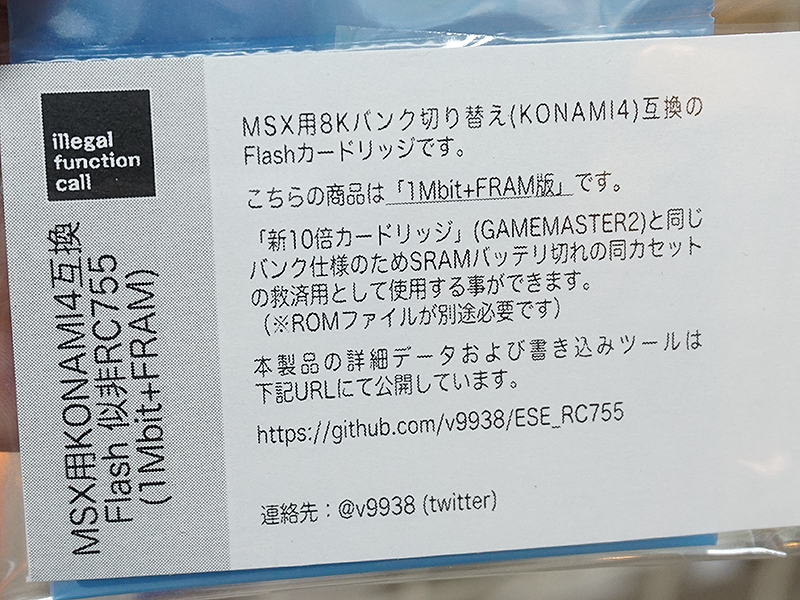 illegal
function
call
MSX用KONAMI4互換
Flash 似非RC755
(1Mbit+FRAM)
MSX用8Kバンク切り替え(KONAMI4)互換の
Flashカードリッジです。
こちらの商品は「1Mbit+FRAM版」です。
「新10倍カードリッジ」(GAMEMASTER2)と同じ
バンク仕様のためSRAMバッテリ切れの同カセット
の救済用として使用する事ができます。
(※ROMファイルが別途必要です)
本製品の詳細データおよび書き込みツールは
下記URLにて公開しています。
https://github.com/v9938/ESE_RC755
連絡先：@v9938 (twitter)